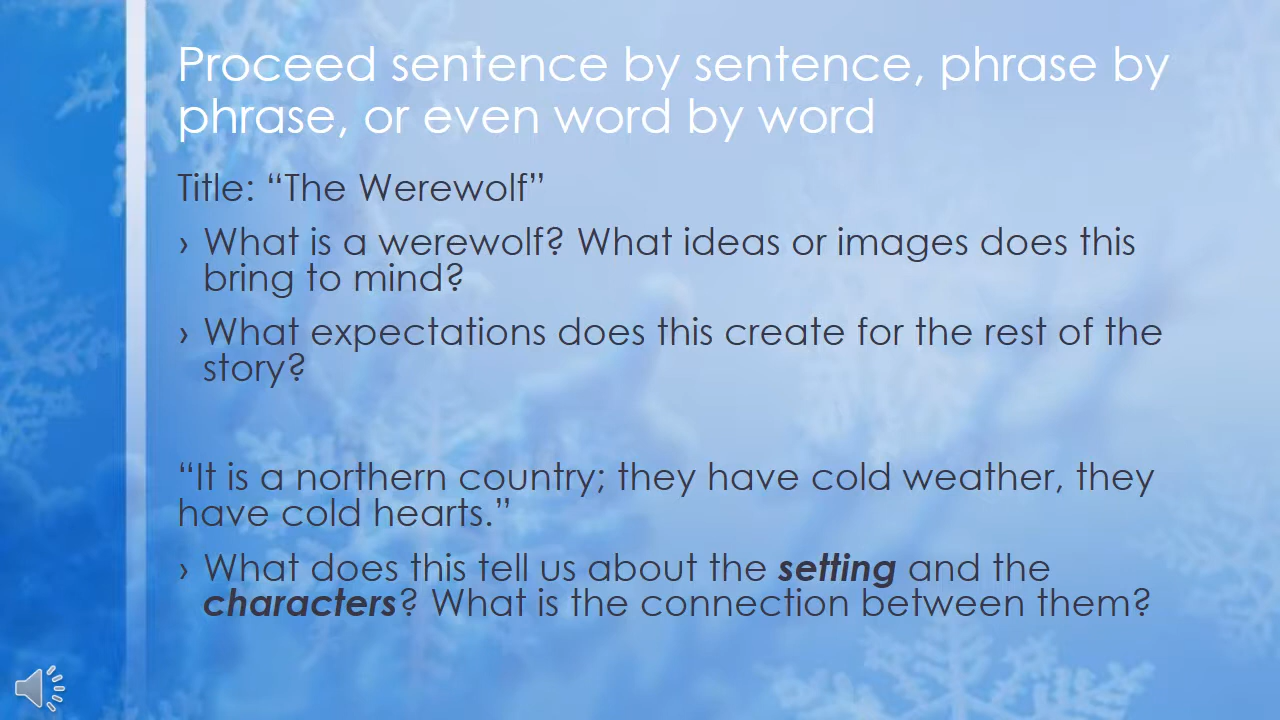 Proceed sentence by sentence, phrase by
phrase, or even word by word
Title: “The Werewolf”
› What is a werewolf? What ideas or images does this
bring to mind?
› What expectations does this create for the rest of the
story?
“It is a northern country; they have cold weather, they
have cold hearts.”
› What does this tell us about the setting and the
characters? What is the connection between them?